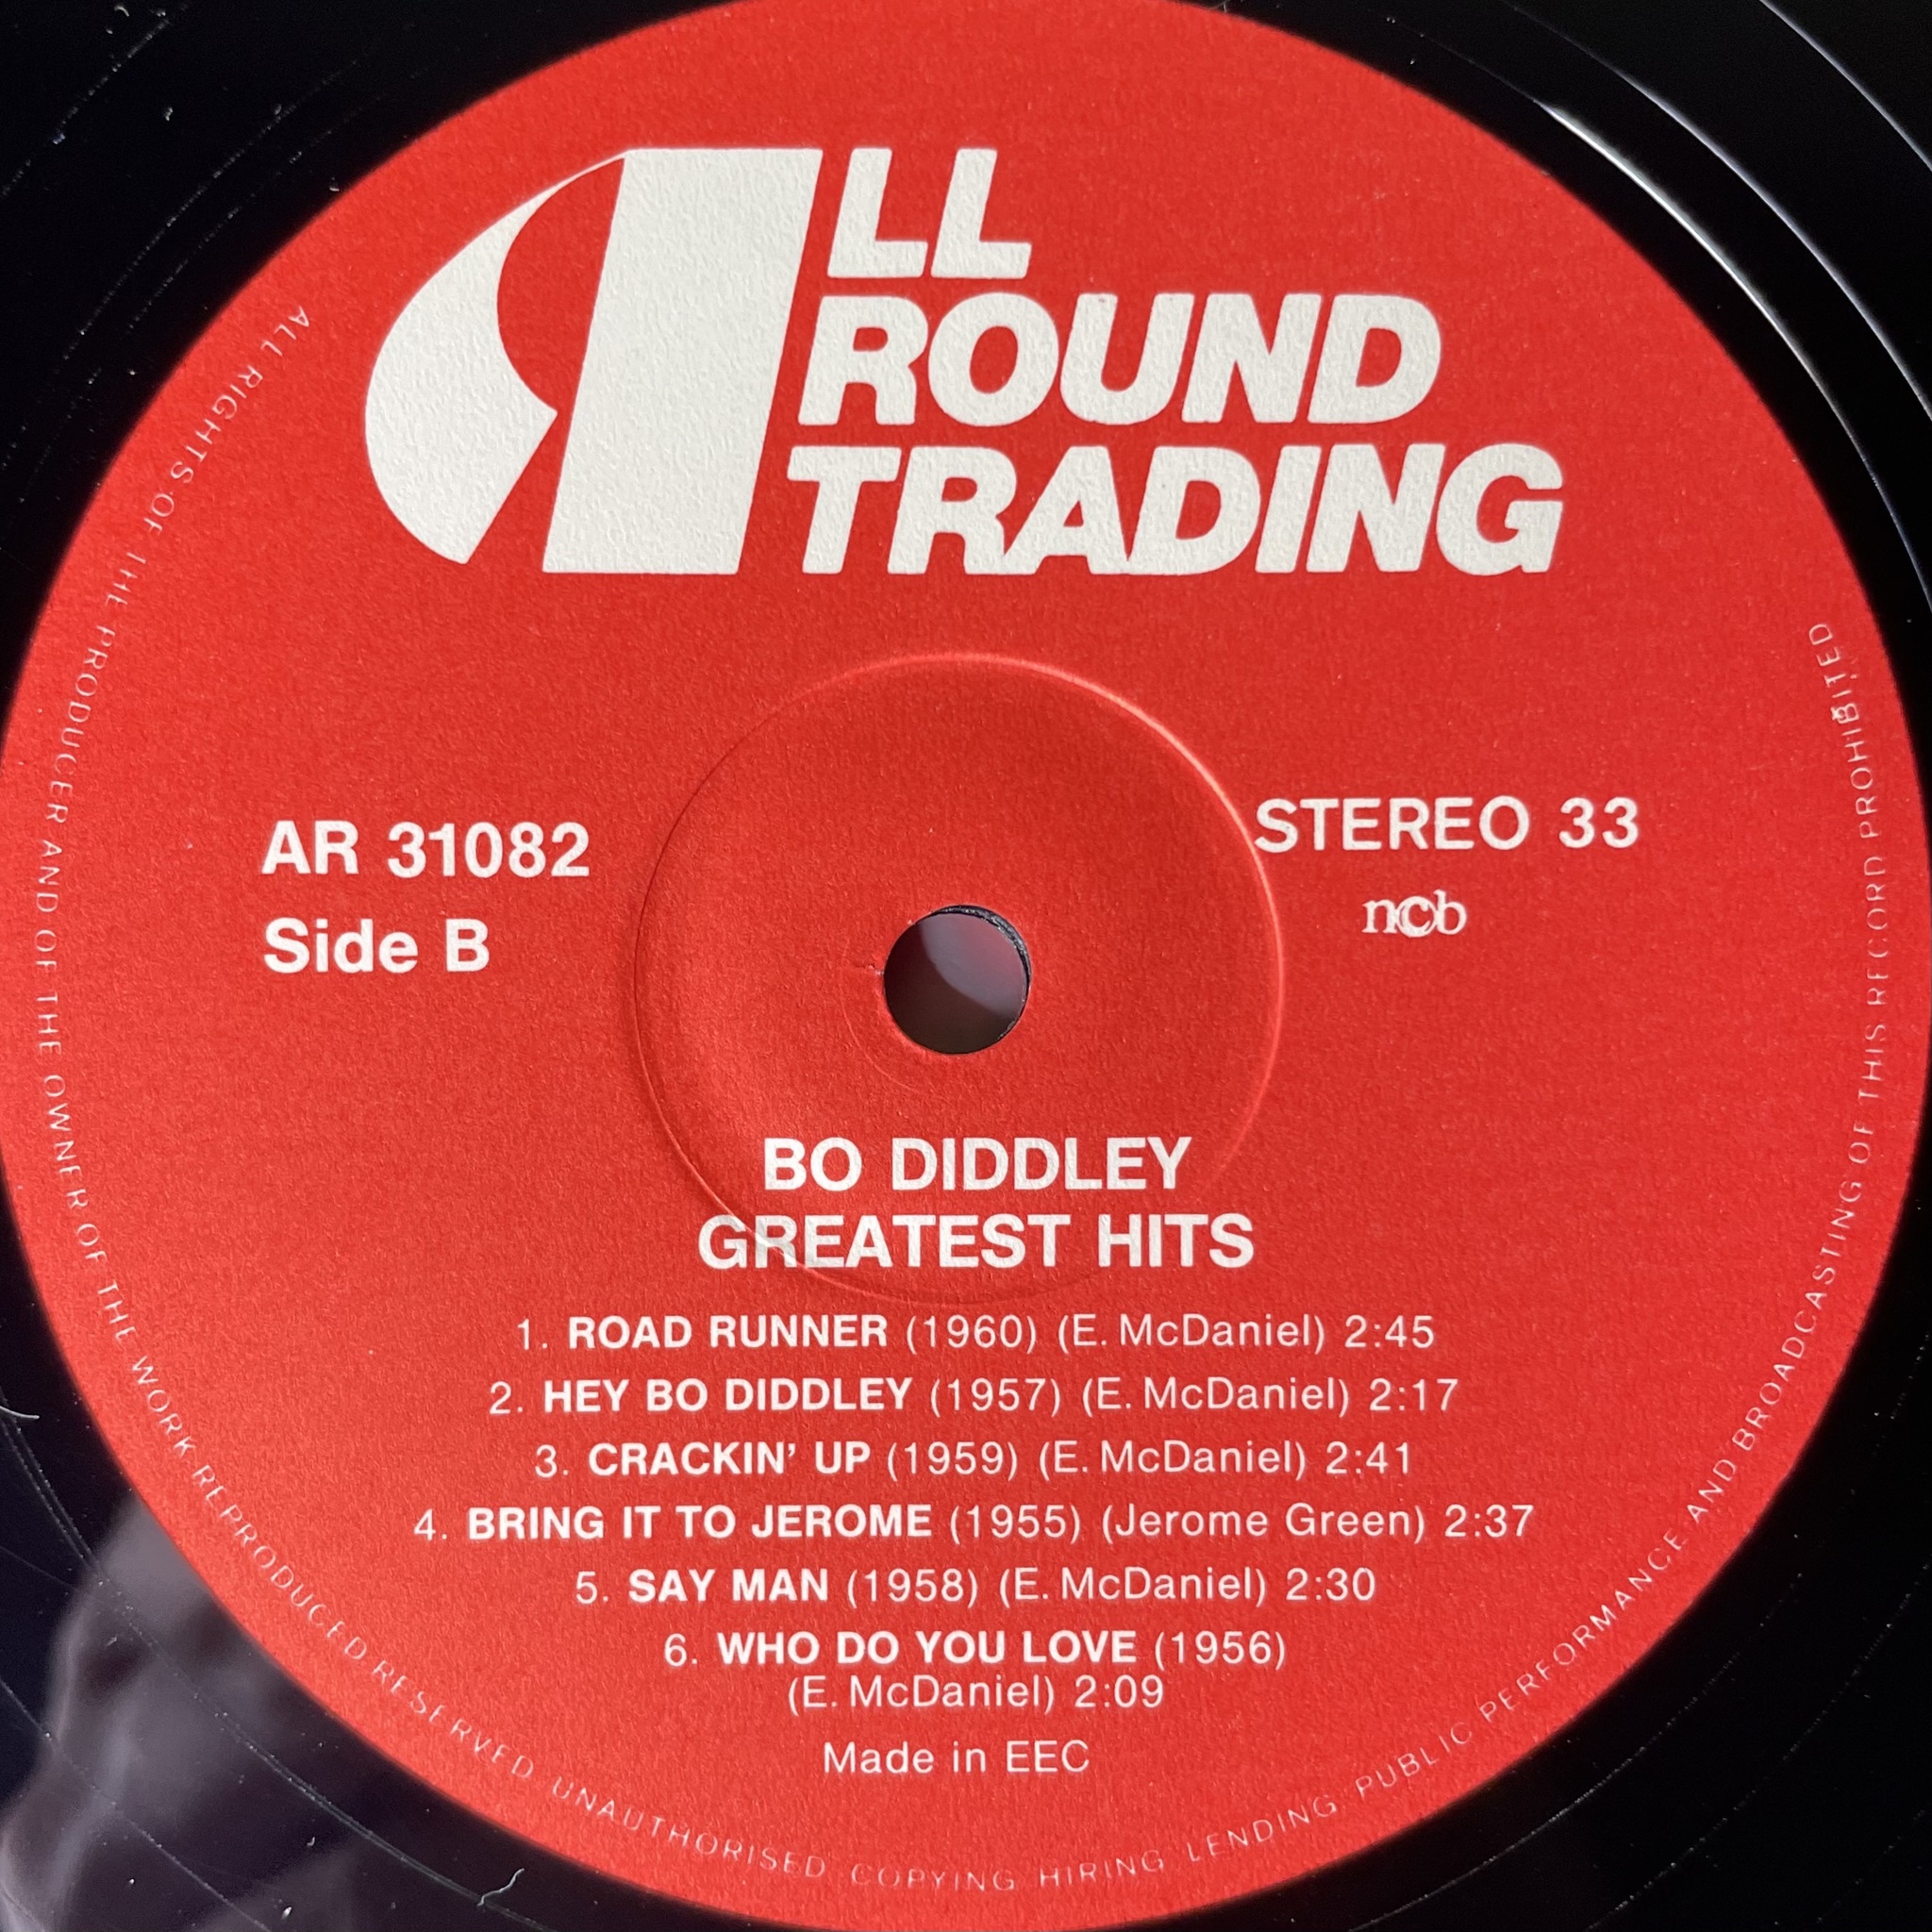 ALL
ROUND
TRADING
AR 31082
Side B
STEREO 33
ncb
BO DIDDLEY
GREATEST HITS
1. ROAD RUNNER (1960) (E. McDaniel) 2:45
2. HEY BO DIDDLEY (1957) (E. McDaniel) 2:17
3. CRACKIN' UP (1959) (E. McDaniel) 2:41
4. BRING IT TO JEROME (1955) (Jerome Green) 2:37
5. SAY MAN (1958) (E. McDaniel) 2:30
6. WHO DO YOU LOVE (1956)
(E. McDaniel) 2:09
Made in EEC
ALL RIGHTS OF THE PRODUCER AND OF THE OWNER OF THE WORK REPRODUCED RESERVED UNAUTHORISED COPYING HIRING LENDING PUBLIC PERFORMANCE AND BROADCASTING OF THIS RECORD PROHIBITED